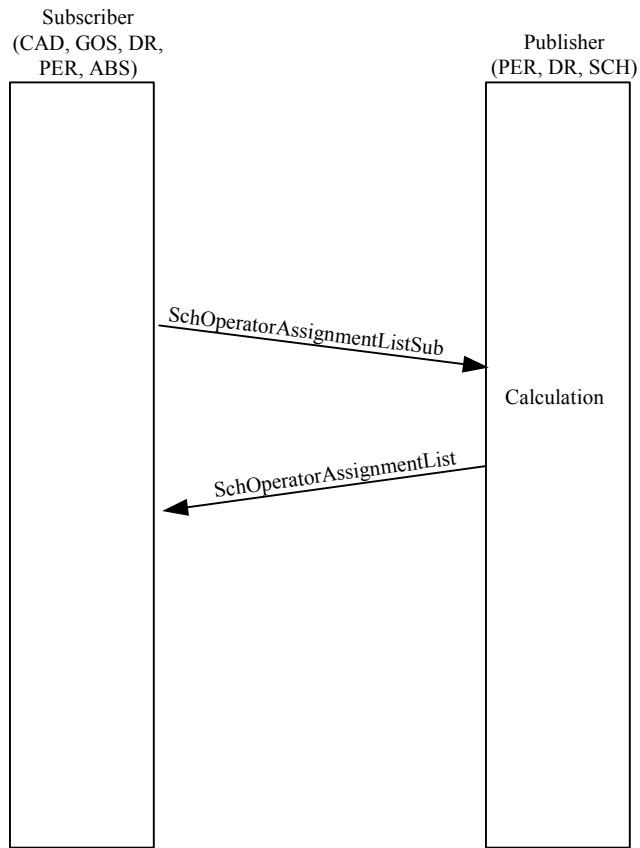 Subscriber
(CAD, GOS, DR,
PER, ABS)
Publisher
(PER, DR, SCH)
SchOperatorAssignmentListSub
Calculation
SchOperatorAssignmentList